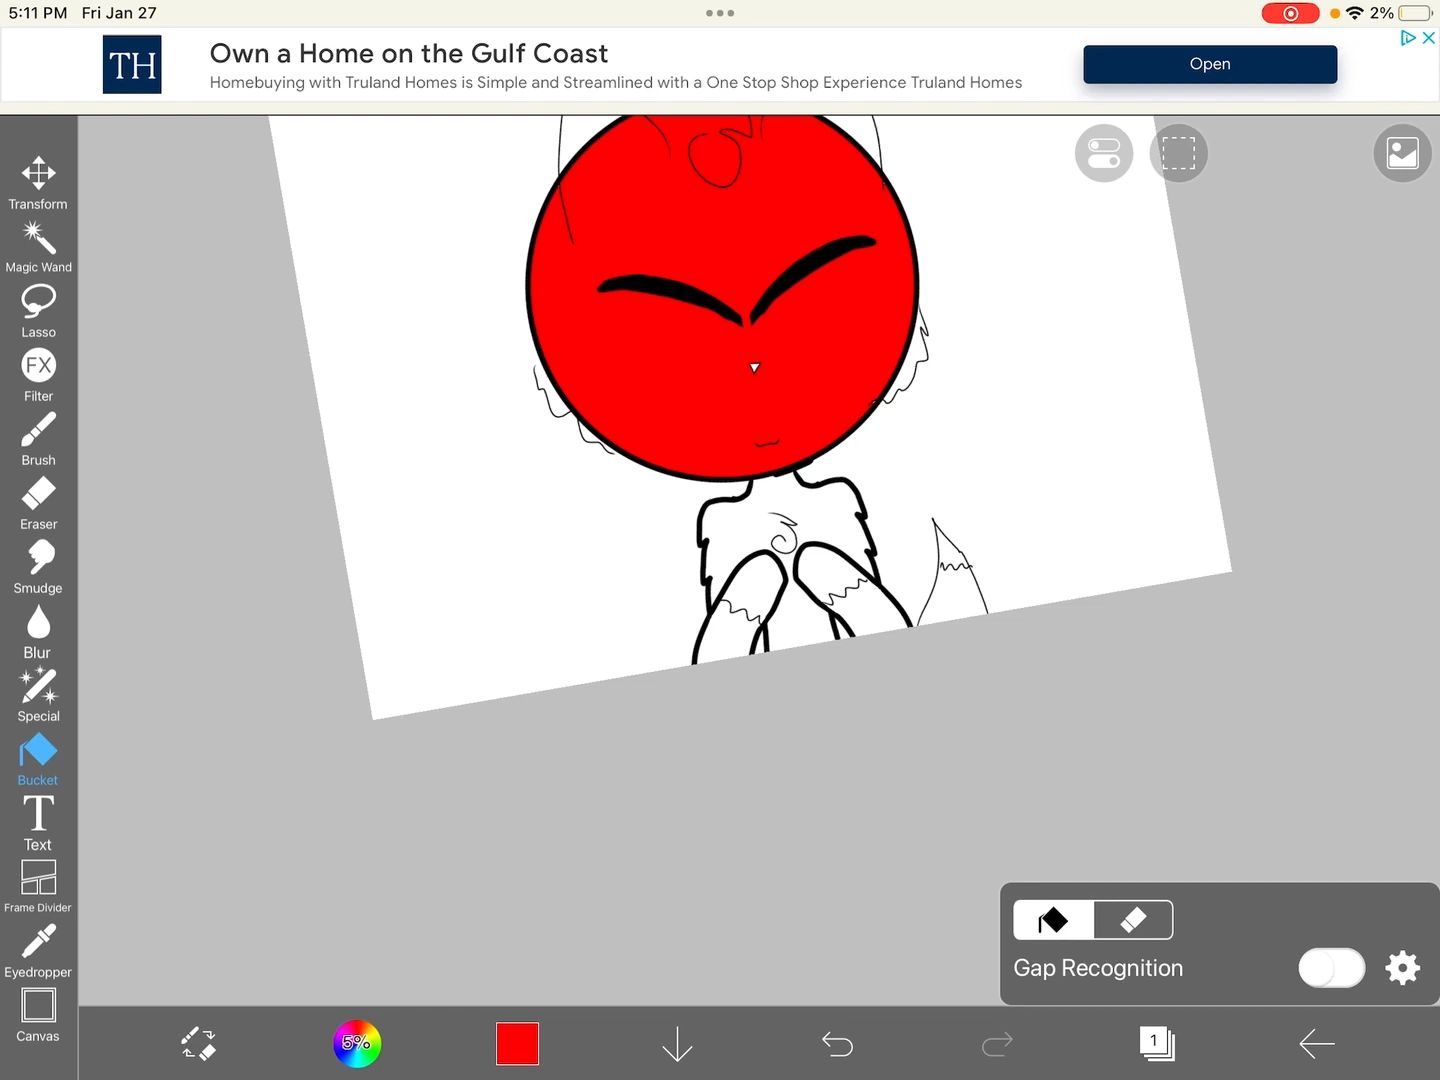 5:11 PM Fri Jan 27
2%
TH
Own a Home on the Gulf Coast
Homebuying with Truland Homes is Simple and Streamlined with a One Stop Shop Experience Truland Homes
Open
Transform
Magic Wand
Lasso
FX
Filter
Brush
Eraser
Smudge
Blur
Special
Bucket
T
Text
Frame Divider
Eyedropper
Canvas
Gap Recognition
5%
1